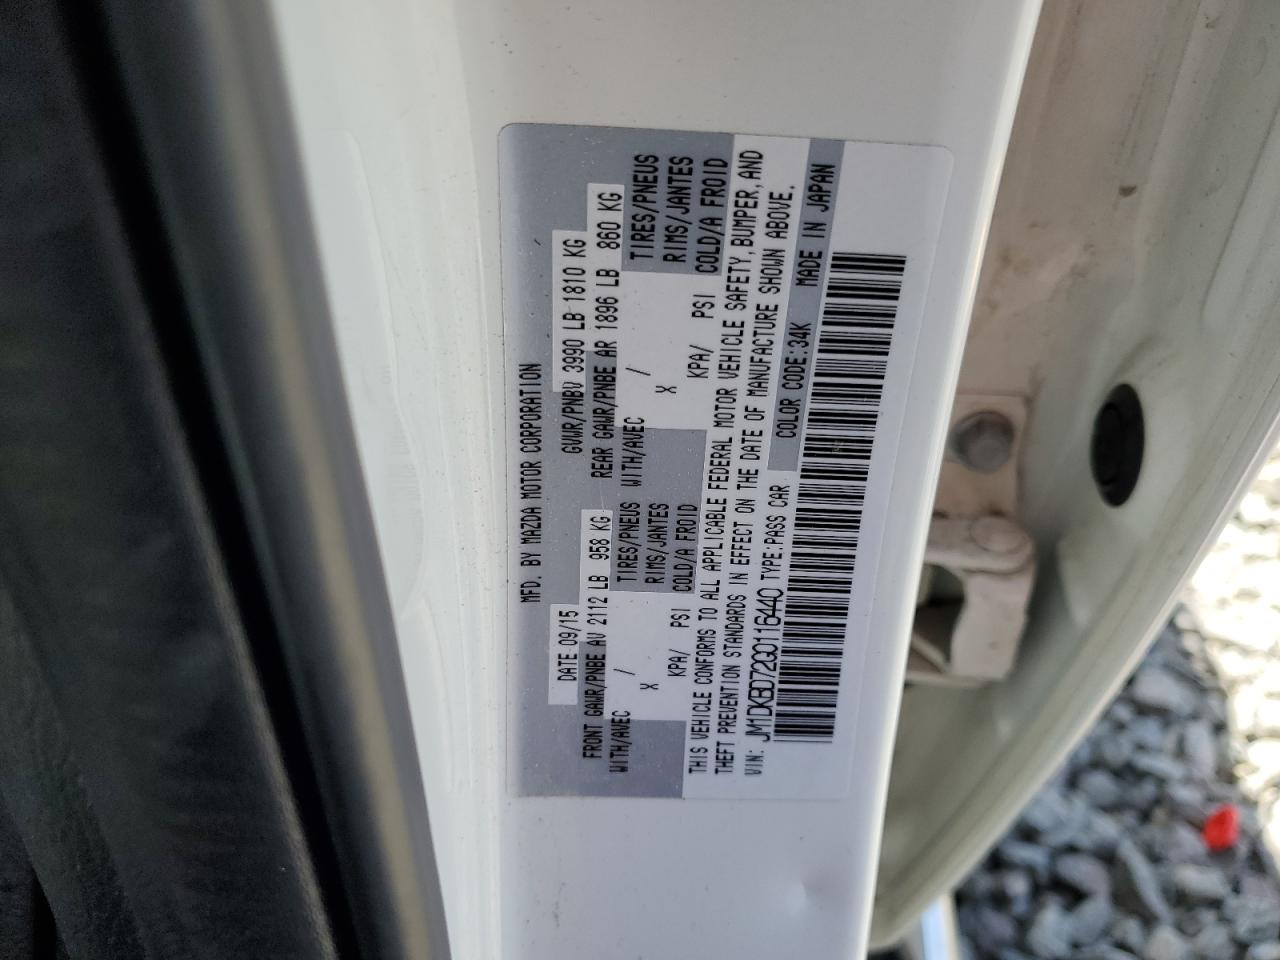 MFD. BY MAZDA MOTOR CORPORATION
DATE 09/15 GVWR/PNBV 3990 LB 1810 KG
FRONT GAWR/PNBE AV 2112 LB 958 KG REAR GAWR/PNBE AR 1896 LB 860 KG
WITH/AVEC / TIRES/PNEUS WITH/AVEC / TIRES/PNEUS
X RIMS/JANTES X RIMS/JANTES
KPA/ PSI COLD/A FROID KPA/ PSI COLD/A FROID
THIS VEHICLE CONFORMS TO ALL APPLICABLE FEDERAL MOTOR VEHICLE SAFETY, BUMPER, AND
THEFT PREVENTION STANDARDS IN EFFECT ON THE DATE OF MANUFACTURE SHOWN ABOVE.
VIN: JM1DKBD72G0116440 TYPE:PASS CAR COLOR CODE:34K MADE IN JAPAN